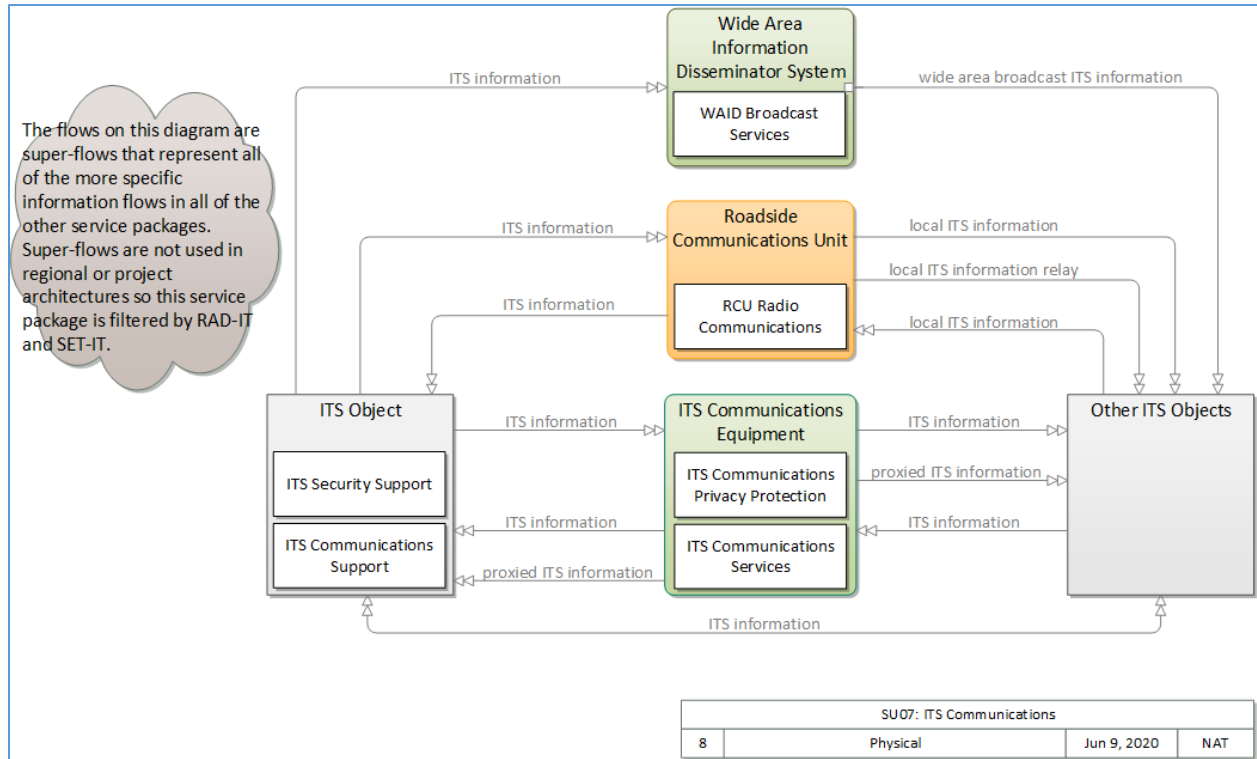 Wide Area
Information
Disseminator System
WAID Broadcast
Services
ITS information
wide area broadcast ITS information
The flows on this diagram are
super-flows that represent all
of the more specific
information flows in all of the
other service packages.
Super-flows are not used in
regional or project
architectures so this service
package is filtered by RAD-IT
and SET-IT.
Roadside
Communications Unit
RCU Radio
Communications
ITS information
ITS information
local ITS information
local ITS information relay
local ITS information
ITS Object
ITS Security Support
ITS Communications
Support
ITS information
ITS information
proxied ITS information
ITS Communications
Equipment
ITS Communications
Privacy Protection
ITS Communications
Services
ITS information
proxied ITS information
ITS information
Other ITS Objects
ITS information
SU07: ITS Communications
8 Physical Jun 9, 2020 NAT